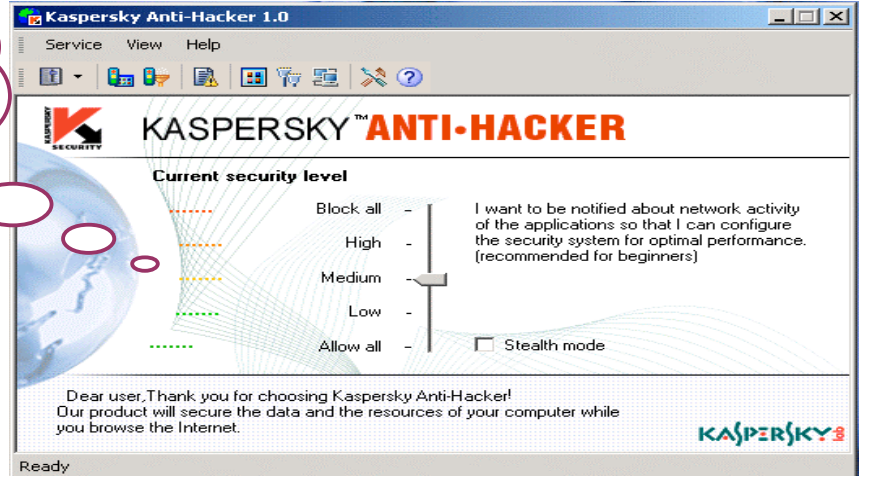 Kaspersky Anti-Hacker 1.0
Service View Help
KASPERSKY SECURITY
KASPERSKY™ANTI•HACKER
Current security level
Block all
High
Medium
Low
Allow all
I want to be notified about network activity
of the applications so that I can configure
the security system for optimal performance.
(recommended for beginners)
Stealth mode
Dear user,Thank you for choosing Kaspersky Anti-Hacker!
Our product will secure the data and the resources of your computer while
you browse the Internet.
KASPERSKY lab
Ready